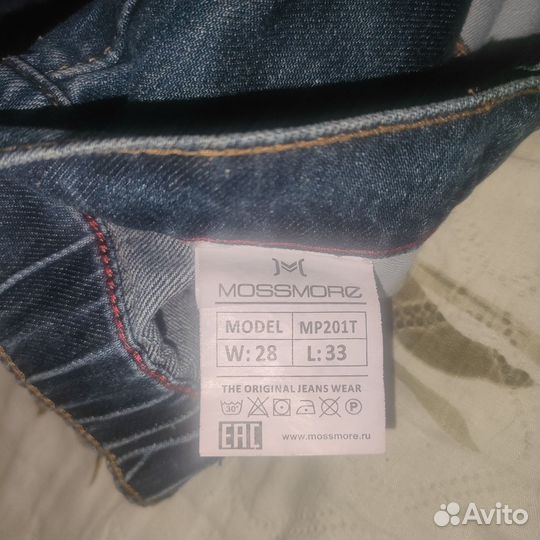 MOSSMORE
MODEL MP201T
W: 28 L: 33
THE ORIGINAL JEANS WEAR
30° P
EAC www.mossmore.ru
Avito